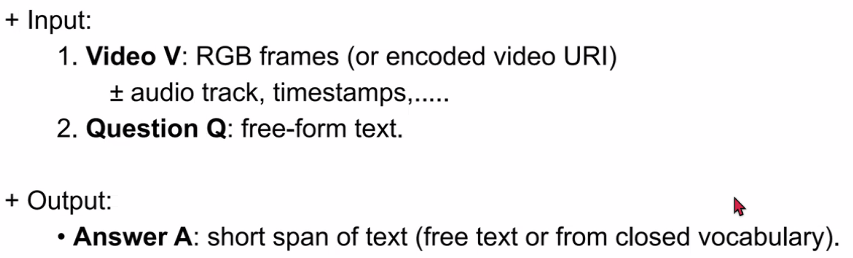 + Input:
1. Video V: RGB frames (or encoded video URI)
± audio track, timestamps,.....
2. Question Q: free-form text.
+ Output:
• Answer A: short span of text (free text or from closed vocabulary).